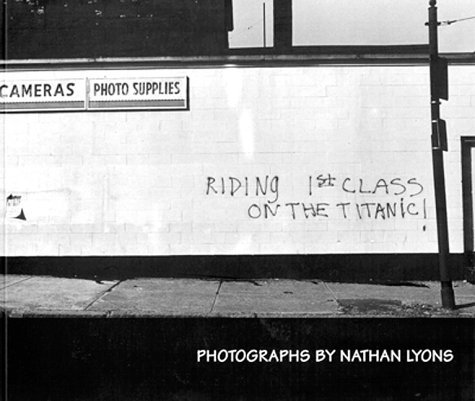 CAMERAS
PHOTO SUPPLIES
RIDING 1st CLASS
ON THE TITANIC!
PHOTOGRAPHS BY NATHAN LYONS